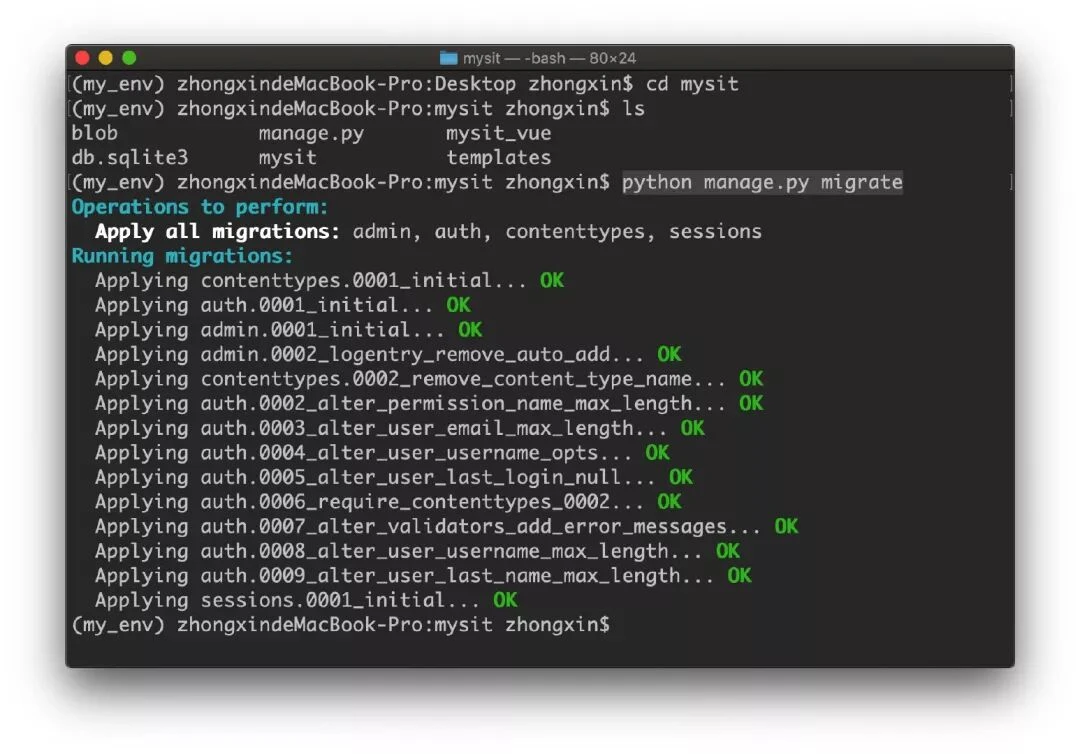 mysit — -bash — 80×24
(my_env) zhongxindeMacBook-Pro:Desktop zhongxin$ cd mysit
(my_env) zhongxindeMacBook-Pro:mysit zhongxin$ ls
blob manage.py mysit_vue
db.sqlite3 mysit templates
(my_env) zhongxindeMacBook-Pro:mysit zhongxin$ python manage.py migrate
Operations to perform:
Apply all migrations: admin, auth, contenttypes, sessions
Running migrations:
Applying contenttypes.0001_initial... OK
Applying auth.0001_initial... OK
Applying admin.0001_initial... OK
Applying admin.0002_logentry_remove_auto_add... OK
Applying contenttypes.0002_remove_content_type_name... OK
Applying auth.0002_alter_permission_name_max_length... OK
Applying auth.0003_alter_user_email_max_length... OK
Applying auth.0004_alter_user_username_opts... OK
Applying auth.0005_alter_user_last_login_null... OK
Applying auth.0006_require_contenttypes_0002... OK
Applying auth.0007_alter_validators_add_error_messages... OK
Applying auth.0008_alter_user_username_max_length... OK
Applying auth.0009_alter_user_last_name_max_length... OK
Applying sessions.0001_initial... OK
(my_env) zhongxindeMacBook-Pro:mysit zhongxin$